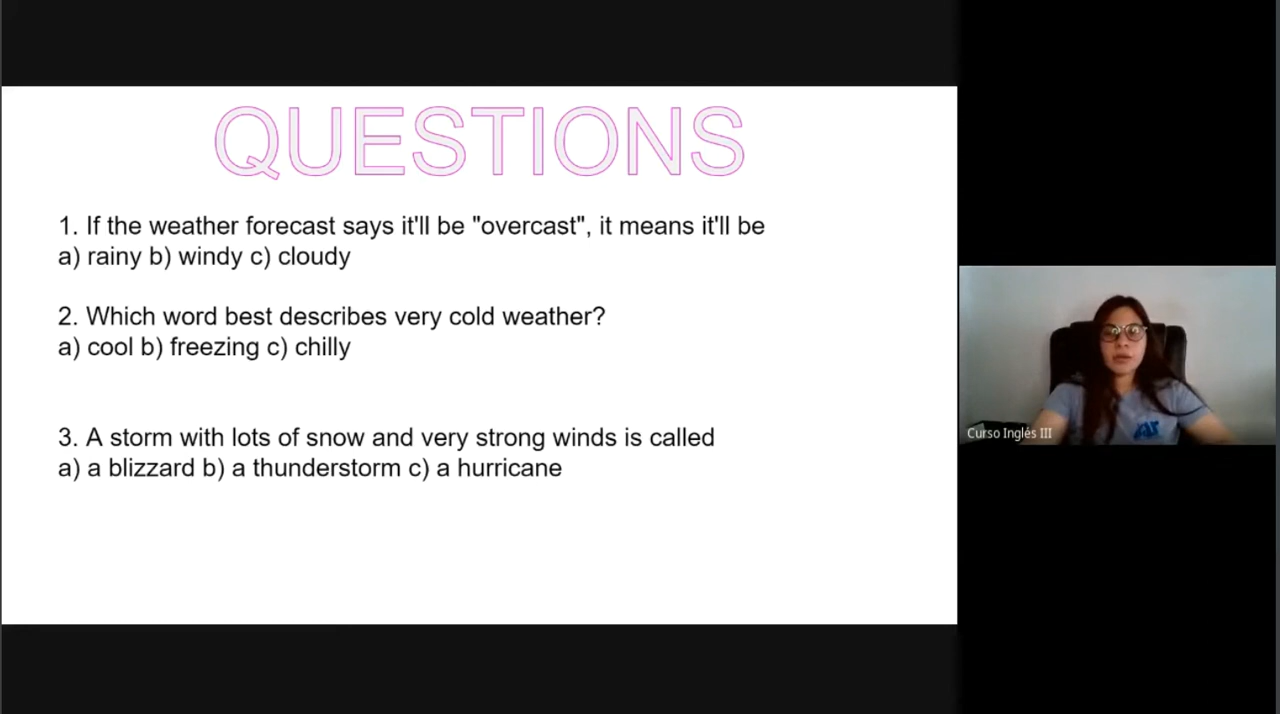 QUESTIONS
1. If the weather forecast says it'll be "overcast", it means it'll be
a) rainy b) windy c) cloudy
2. Which word best describes very cold weather?
a) cool b) freezing c) chilly
3. A storm with lots of snow and very strong winds is called
a) a blizzard b) a thunderstorm c) a hurricane
Curso Inglés III